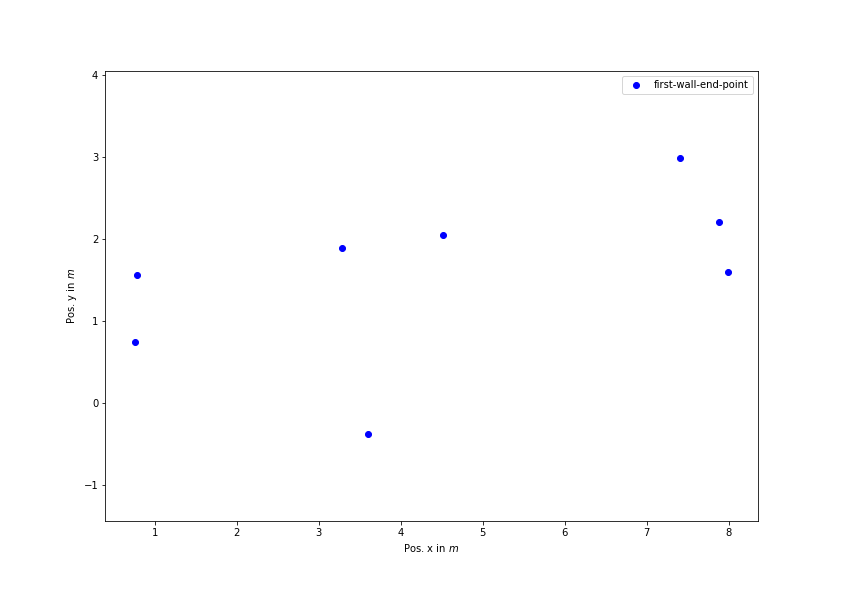 first-wall-end-point
4
3
2
1
0
−1
Pos. y in m
1 2 3 4 5 6 7 8
Pos. x in m